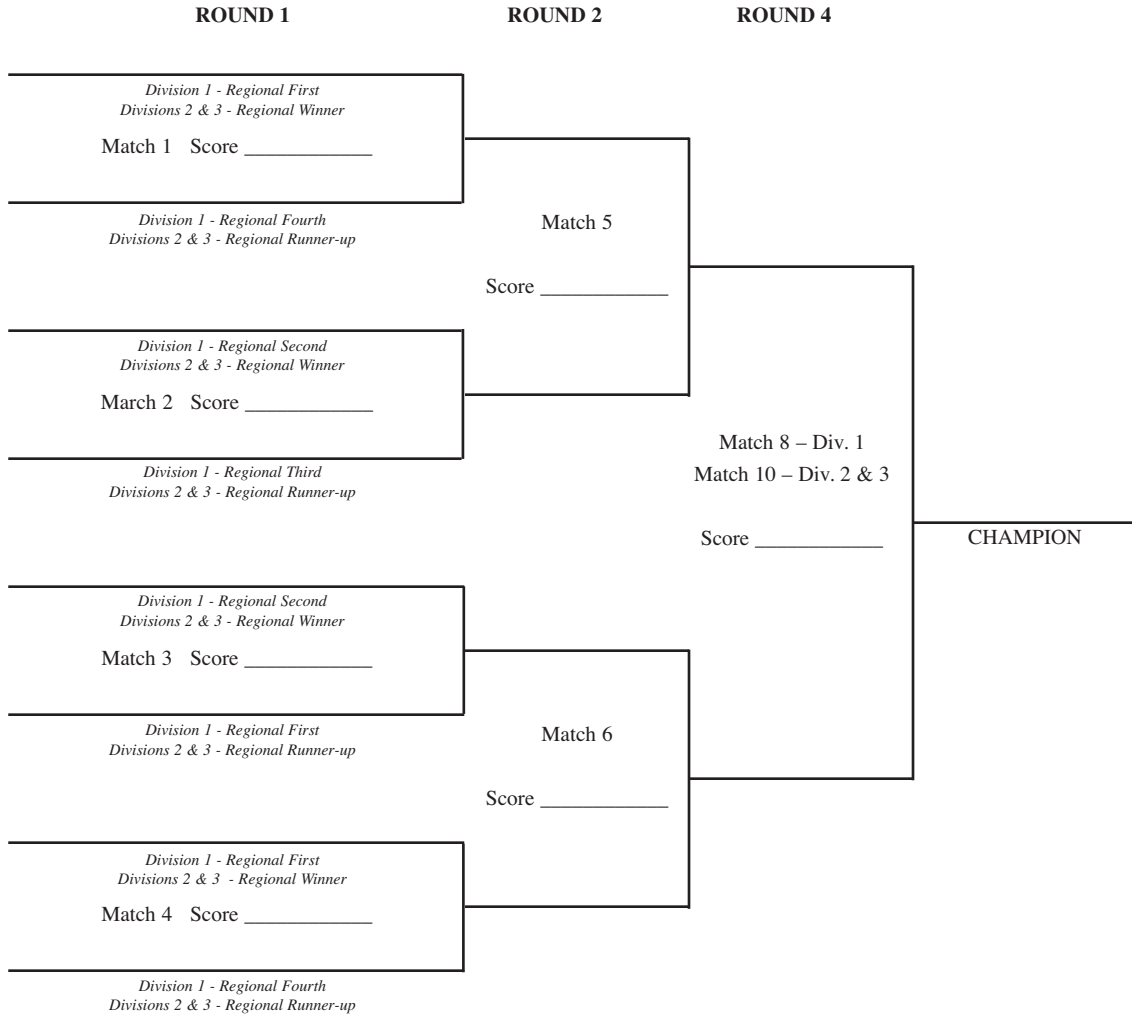 ROUND 1 ROUND 2 ROUND 4
Division 1 - Regional First
Divisions 2 & 3 - Regional Winner
Match 1 Score ____________
Division 1 - Regional Fourth
Divisions 2 & 3 - Regional Runner-up
Match 5
Score ____________
Division 1 - Regional Second
Divisions 2 & 3 - Regional Winner
March 2 Score ____________
Division 1 - Regional Third
Divisions 2 & 3 - Regional Runner-up
Match 8 – Div. 1
Match 10 – Div. 2 & 3
Score ____________
CHAMPION
Division 1 - Regional Second
Divisions 2 & 3 - Regional Winner
Match 3 Score ____________
Division 1 - Regional First
Divisions 2 & 3 - Regional Runner-up
Match 6
Score ____________
Division 1 - Regional First
Divisions 2 & 3 - Regional Winner
Match 4 Score ____________
Division 1 - Regional Fourth
Divisions 2 & 3 - Regional Runner-up